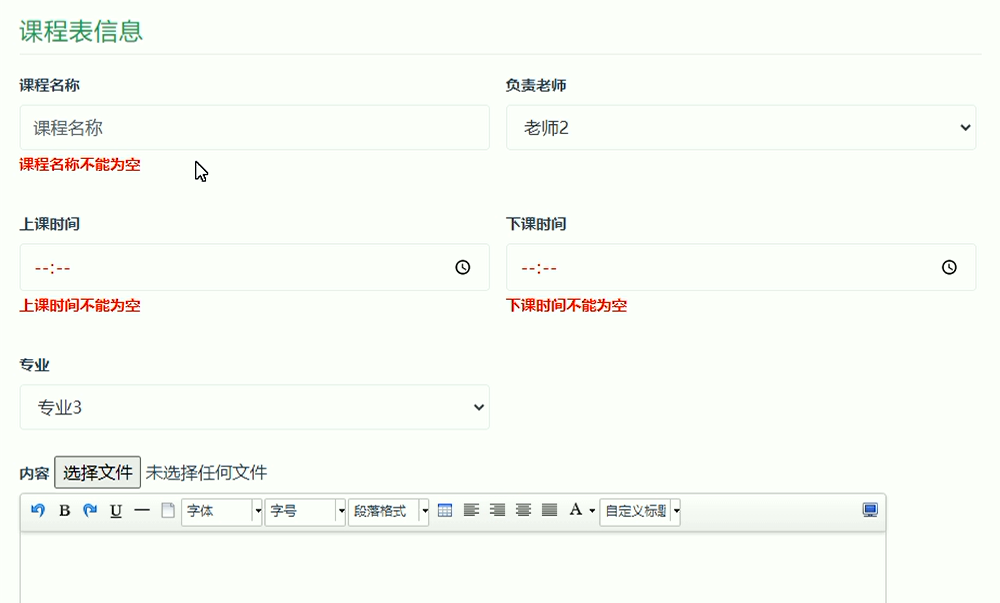 课程表信息
课程名称 负责老师
课程名称 老师2
课程名称不能为空
上课时间 下课时间
--:-- --:--
上课时间不能为空 下课时间不能为空
专业
专业3
内容 选择文件 未选择任何文件
B U 字体 字号 段落格式 A 自定义标题